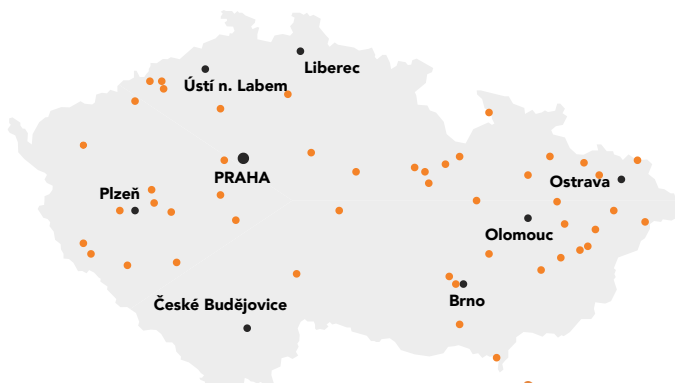 Liberec
Ústí n. Labem
PRAHA
Plzeň
Ostrava
Olomouc
České Budějovice
Brno